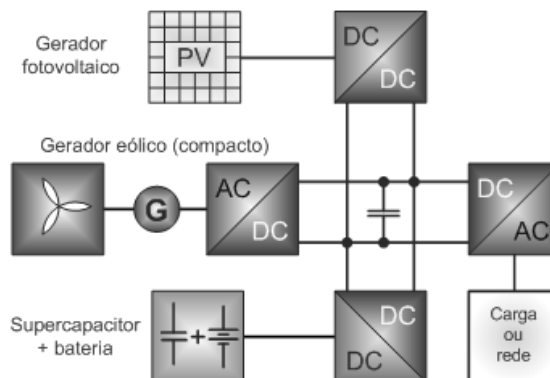 Gerador
fotovoltaico
PV
DC
DC
Gerador eólico (compacto)
G
AC
DC
DC
AC
Supercapacitor
+ bateria
+
DC
DC
Carga
ou
rede